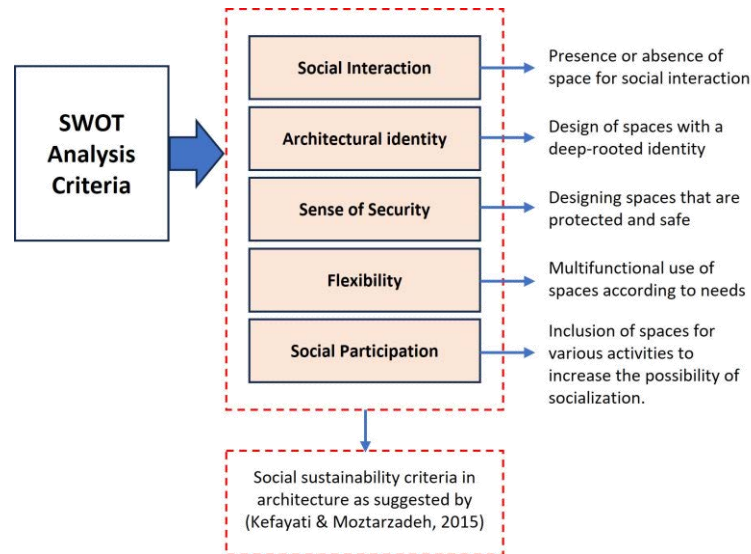 SWOT
Analysis
Criteria
Social Interaction
Presence or absence of
space for social interaction
Architectural identity
Design of spaces with a
deep-rooted identity
Sense of Security
Designing spaces that are
protected and safe
Flexibility
Multifunctional use of
spaces according to needs
Social Participation
Inclusion of spaces for
various activities to
increase the possibility of
socialization.
Social sustainability criteria in
architecture as suggested by
(Kefayati & Moztarzadeh, 2015)